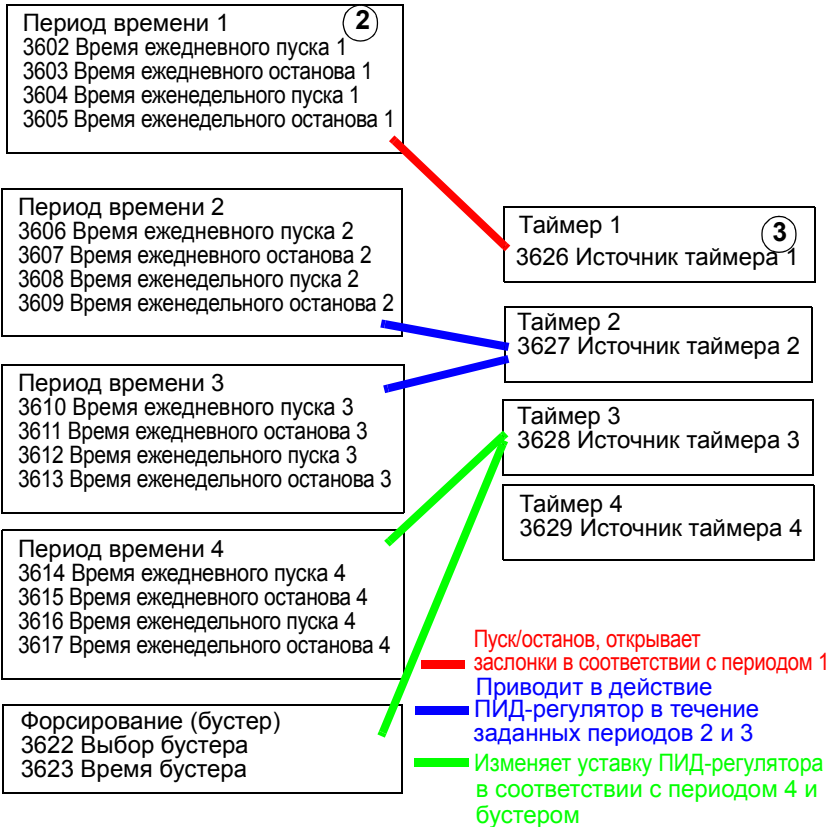 Период времени 1
2
3602 Время ежедневного пуска 1
3603 Время ежедневного останова 1
3604 Время еженедельного пуска 1
3605 Время еженедельного останова 1
Период времени 2
3606 Время ежедневного пуска 2
3607 Время ежедневного останова 2
3608 Время еженедельного пуска 2
3609 Время еженедельного останова 2
Период времени 3
3610 Время ежедневного пуска 3
3611 Время ежедневного останова 3
3612 Время еженедельного пуска 3
3613 Время еженедельного останова 3
Период времени 4
3614 Время ежедневного пуска 4
3615 Время ежедневного останова 4
3616 Время еженедельного пуска 4
3617 Время еженедельного останова 4
Форсирование (бустер)
3622 Выбор бустера
3623 Время бустера
Таймер 1
3
3626 Источник таймера 1
Таймер 2
3627 Источник таймера 2
Таймер 3
3628 Источник таймера 3
Таймер 4
3629 Источник таймера 4
Пуск/останов, открывает
заслонки в соответствии с периодом 1
Приводит в действие
ПИД-регулятор в течение
заданных периодов 2 и 3
Изменяет уставку ПИД-регулятора
в соответствии с периодом 4 и
бустером